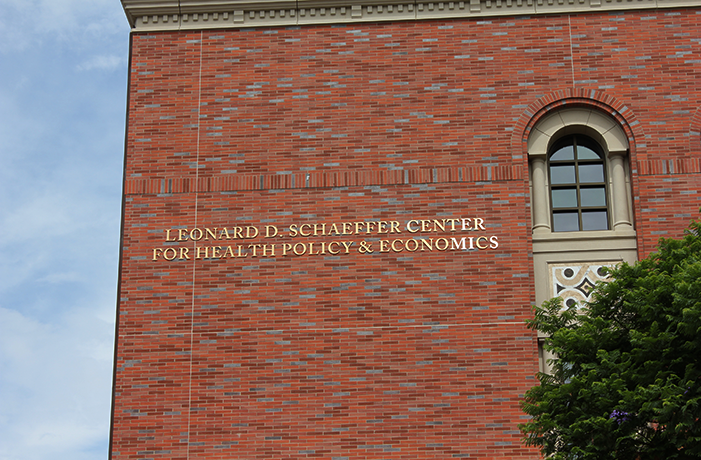 LEONARD D. SCHAEFFER CENTER
FOR HEALTH POLICY & ECONOMICS